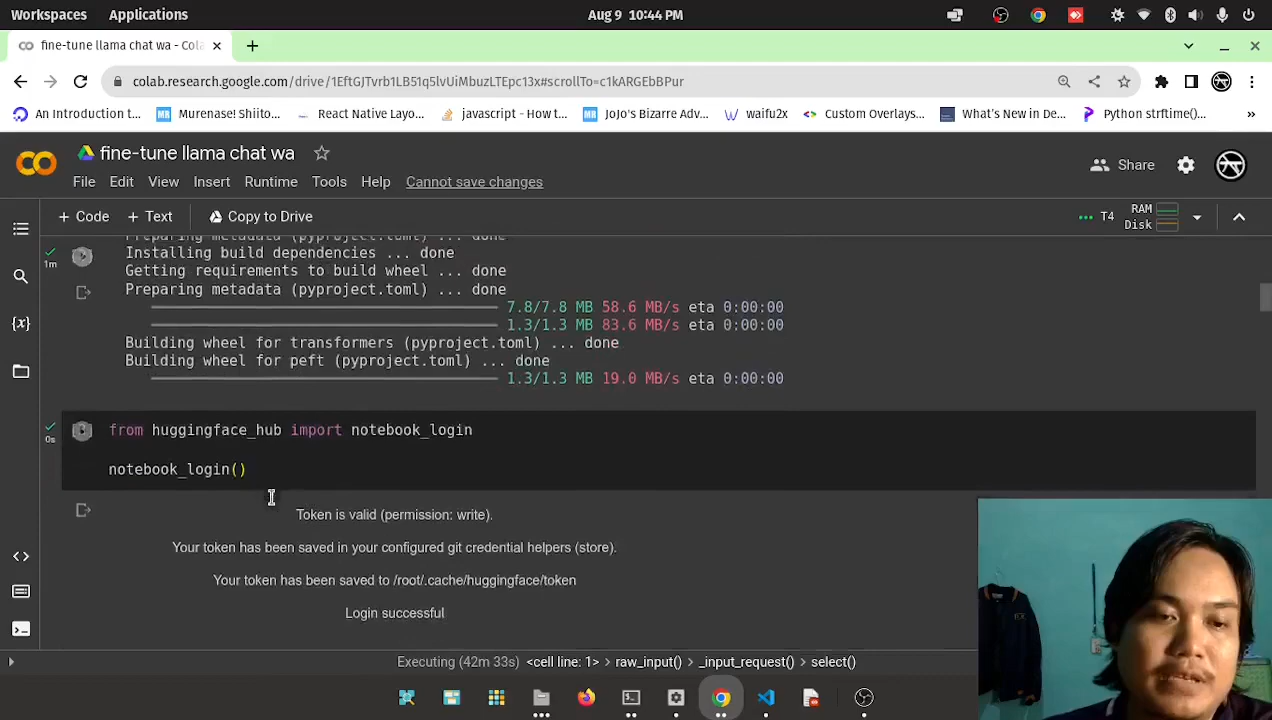 Workspaces Applications Aug 9 10:44 PM
fine-tune llama chat wa - Cola
colab.research.google.com/drive/1EftGJTvrb1LB51q5lvUiMbuzLTEpc13x#scrollTo=c1kARGEbBPur
An Introduction t... Murenase! Shiito... React Native Layo... javascript - How t... JoJo's Bizarre Adv... waifu2x Custom Overlays... What's New in De... Python strftime()... »
fine-tune llama chat wa
Share
File Edit View Insert Runtime Tools Help Cannot save changes
+ Code + Text Copy to Drive T4 RAM Disk
Preparing metadata (pyproject.toml) ... done
1m
Installing build dependencies ... done
Getting requirements to build wheel ... done
Preparing metadata (pyproject.toml) ... done
7.8/7.8 MB 58.6 MB/s eta 0:00:00
1.3/1.3 MB 83.6 MB/s eta 0:00:00
Building wheel for transformers (pyproject.toml) ... done
Building wheel for peft (pyproject.toml) ... done
1.3/1.3 MB 19.0 MB/s eta 0:00:00
0s
from huggingface_hub import notebook_login
notebook_login()
Token is valid (permission: write).
Your token has been saved in your configured git credential helpers (store).
Your token has been saved to /root/.cache/huggingface/token
Login successful
Executing (42m 33s) <cell line: 1> > raw_input() > _input_request() > select()